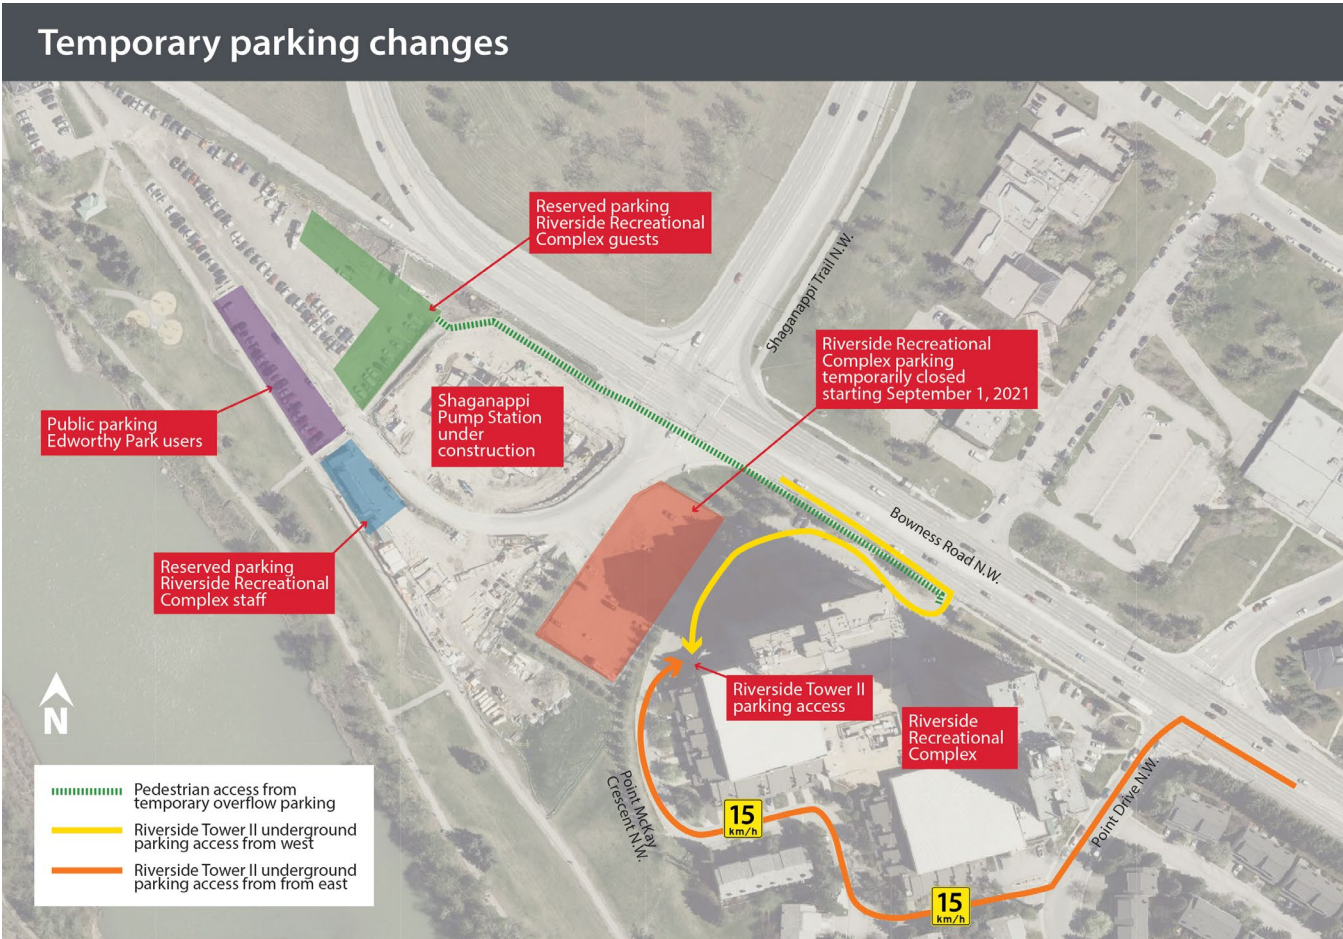 Temporary parking changes
Reserved parking
Riverside Recreational
Complex guests
Shaganappi Trail N.W.
Riverside Recreational
Complex parking
temporarily closed
starting September 1, 2021
Shaganappi
Pump Station
under
construction
Public parking
Edworthy Park users
Bowness Road N.W.
Reserved parking
Riverside Recreational
Complex staff
Riverside Tower II
parking access
Riverside
Recreational
Complex
N
Point McKay
Crescent N.W.
Point Drive N.W.
15
km/h
15
km/h
Pedestrian access from
temporary overflow parking
Riverside Tower II underground
parking access from west
Riverside Tower II underground
parking access from from east